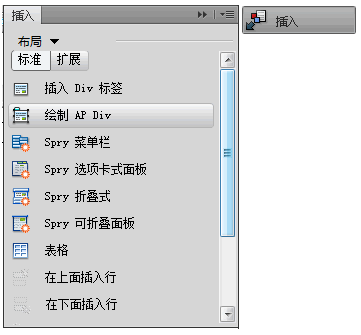 插入
布局
标准 扩展
插入 Div 标签
绘制 AP Div
Spry 菜单栏
Spry 选项卡式面板
Spry 折叠式
Spry 可折叠面板
表格
在上面插入行
在下面插入行
插入